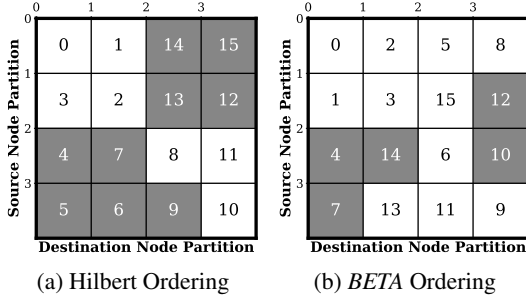 0 1 2 3 0 1 2 3
0 0 1 14 15 0 0 2 5 8
1 3 2 13 12 1 1 3 15 12
2 4 7 8 11 2 4 14 6 10
3 5 6 9 10 3 7 13 11 9
Source Node Partition Source Node Partition
Destination Node Partition Destination Node Partition
(a) Hilbert Ordering (b) BETA Ordering